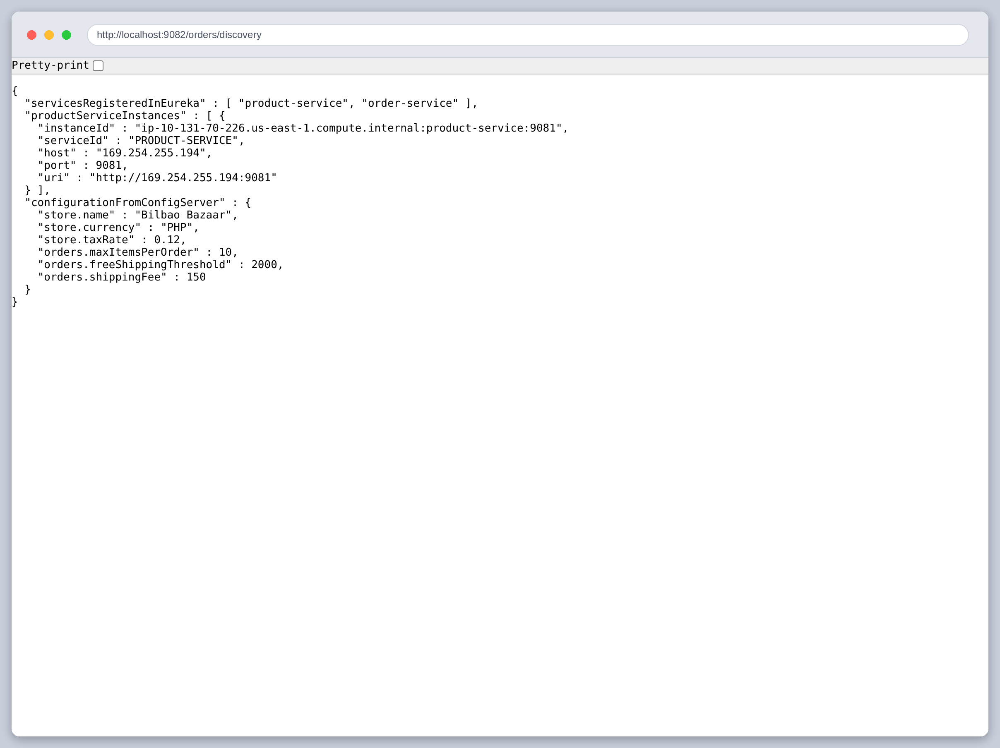 http://localhost:9082/orders/discovery
Pretty-print
{
  "servicesRegisteredInEureka" : [ "product-service", "order-service" ],
  "productServiceInstances" : [ {
    "instanceId" : "ip-10-131-70-226.us-east-1.compute.internal:product-service:9081",
    "serviceId" : "PRODUCT-SERVICE",
    "host" : "169.254.255.194",
    "port" : 9081,
    "uri" : "http://169.254.255.194:9081"
  } ],
  "configurationFromConfigServer" : {
    "store.name" : "Bilbao Bazaar",
    "store.currency" : "PHP",
    "store.taxRate" : 0.12,
    "orders.maxItemsPerOrder" : 10,
    "orders.freeShippingThreshold" : 2000,
    "orders.shippingFee" : 150
  }
}